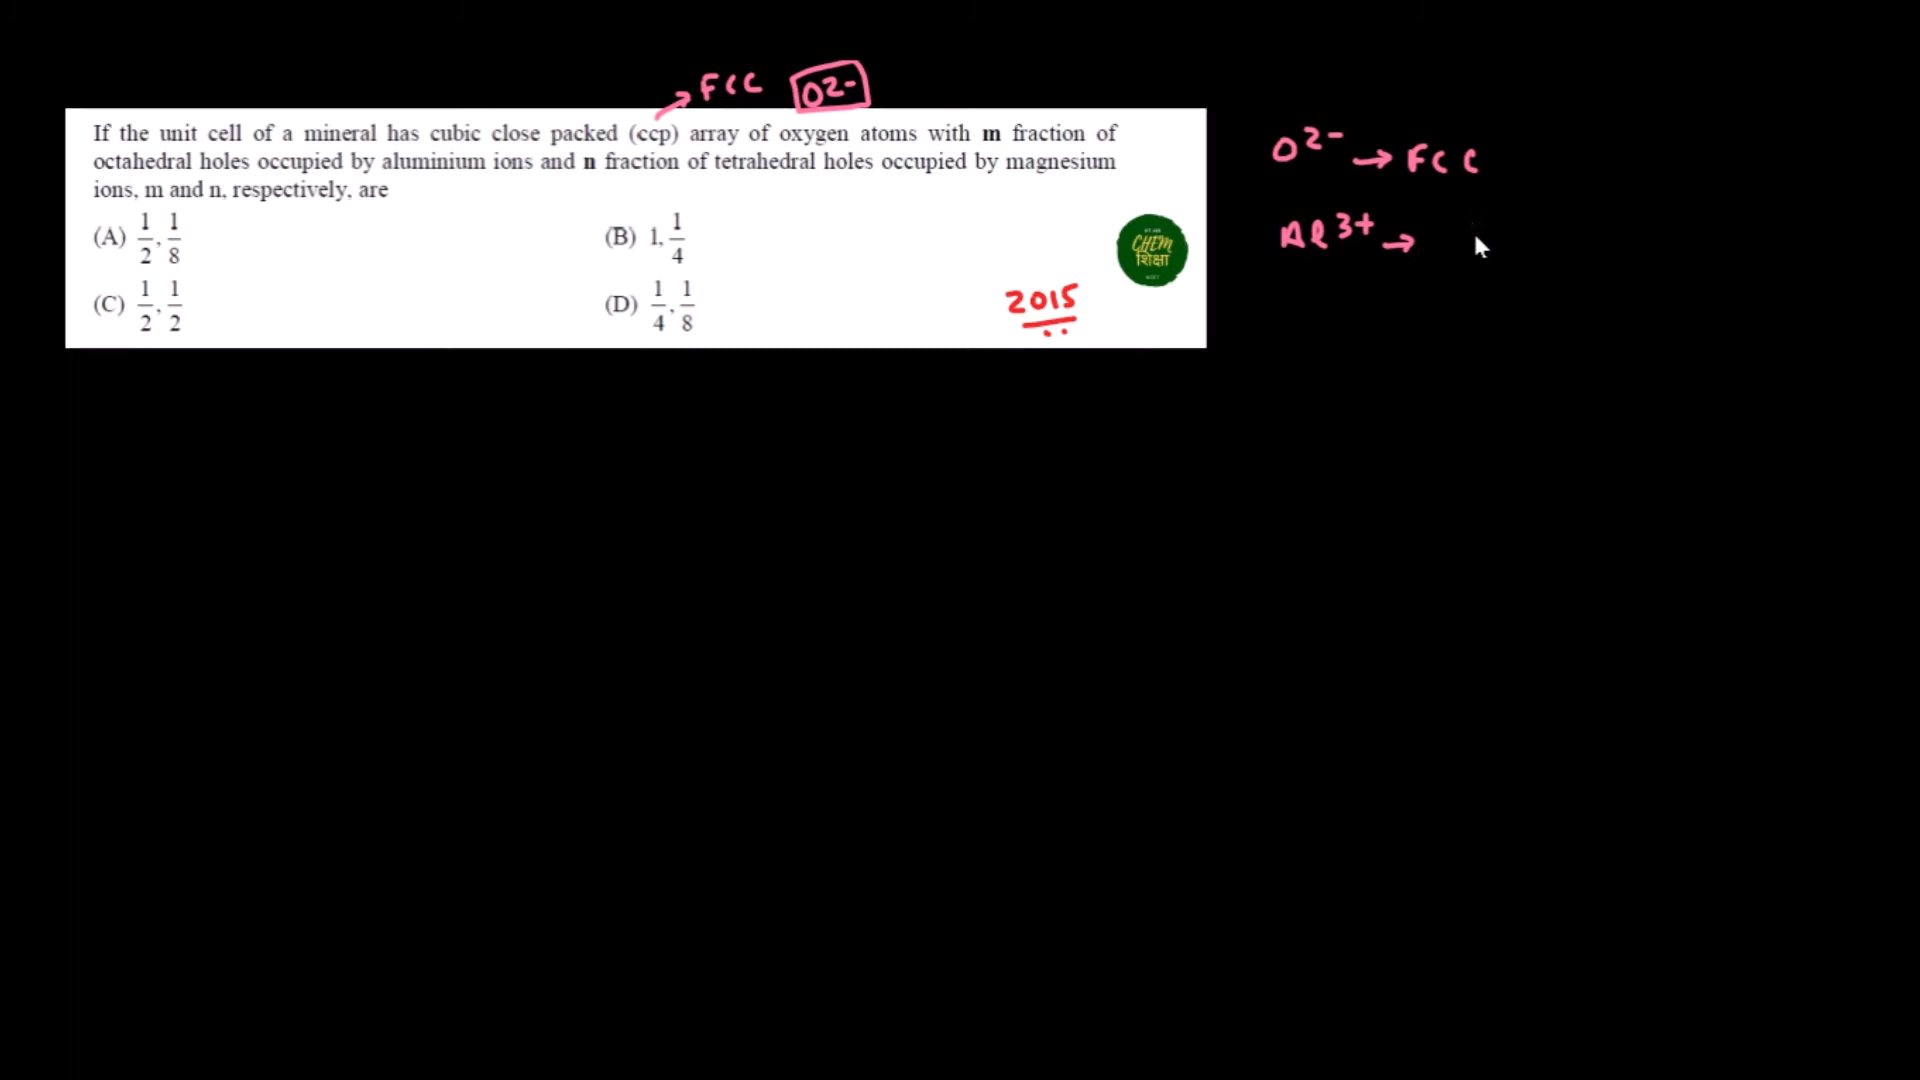 FCC O2-
If the unit cell of a mineral has cubic close packed (ccp) array of oxygen atoms with m fraction of
octahedral holes occupied by aluminium ions and n fraction of tetrahedral holes occupied by magnesium
ions, m and n, respectively, are
(A) 1/2, 1/8
(B) 1, 1/4
(C) 1/2, 1/2
(D) 1/4, 1/8
CHEM
शिक्षा
2015
O2- → FCC
Al3+ →